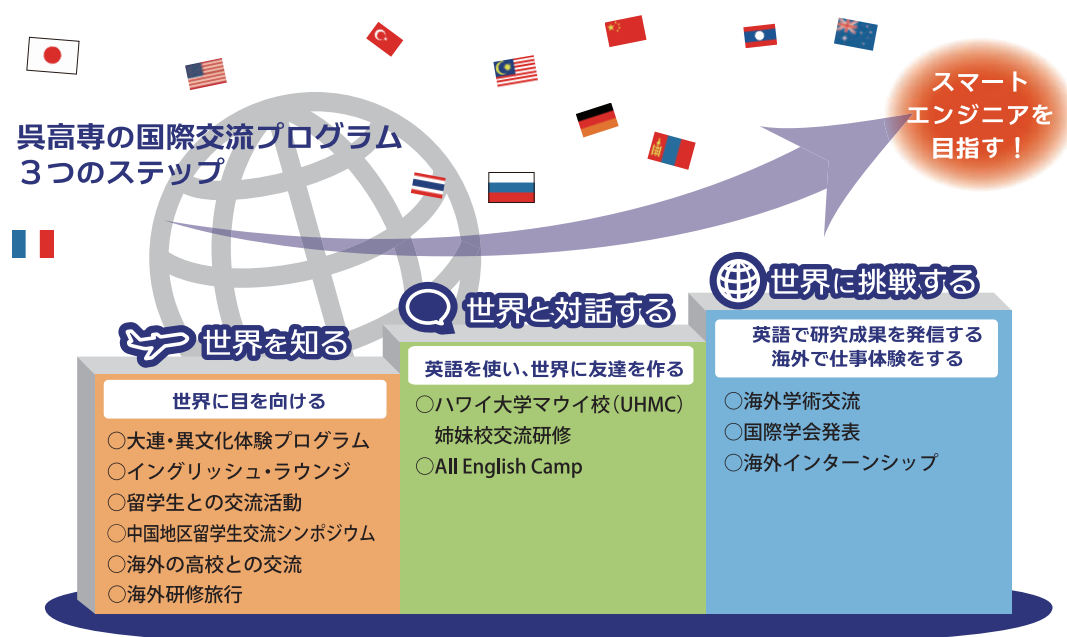 呉高専の国際交流プログラム
3つのステップ
スマート
エンジニアを
目指す!
世界を知る
世界に目を向ける
○大連・異文化体験プログラム
○イングリッシュ・ラウンジ
○留学生との交流活動
○中国地区留学生交流シンポジウム
○海外の高校との交流
○海外研修旅行
世界と対話する
英語を使い、世界に友達を作る
○ハワイ大学マウイ校(UHMC)
姉妹校交流研修
○All English Camp
世界に挑戦する
英語で研究成果を発信する
海外で仕事体験をする
○海外学術交流
○国際学会発表
○海外インターンシップ